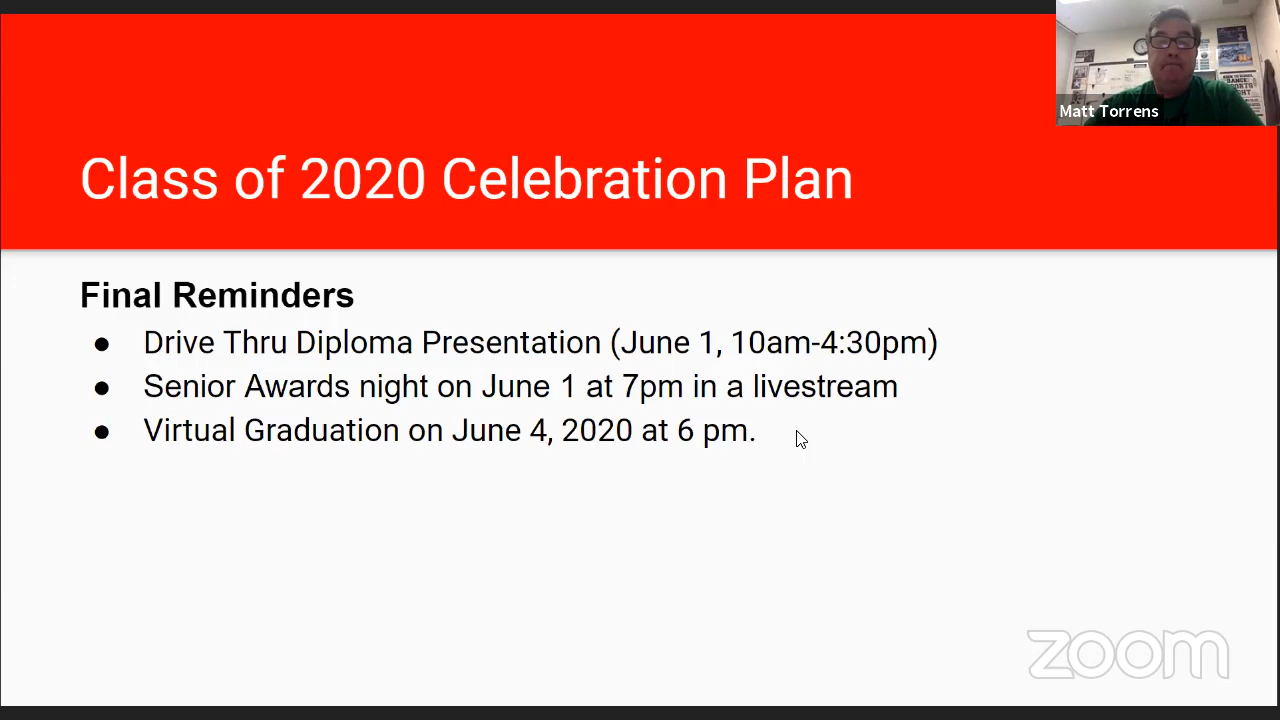 Matt Torrens
Class of 2020 Celebration Plan
Final Reminders
● Drive Thru Diploma Presentation (June 1, 10am-4:30pm)
● Senior Awards night on June 1 at 7pm in a livestream
● Virtual Graduation on June 4, 2020 at 6 pm.
zoom